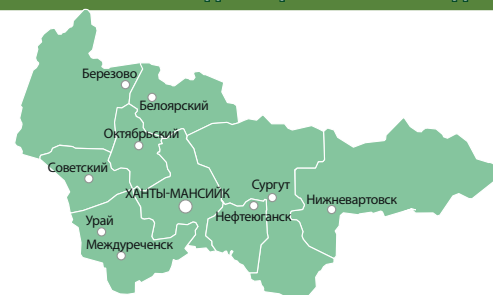 Березово
Белоярский
Октябрьский
Советский
ХАНТЫ-МАНСИЙК
Сургут
Нижневартовск
Нефтеюганск
Урай
Междуреченск